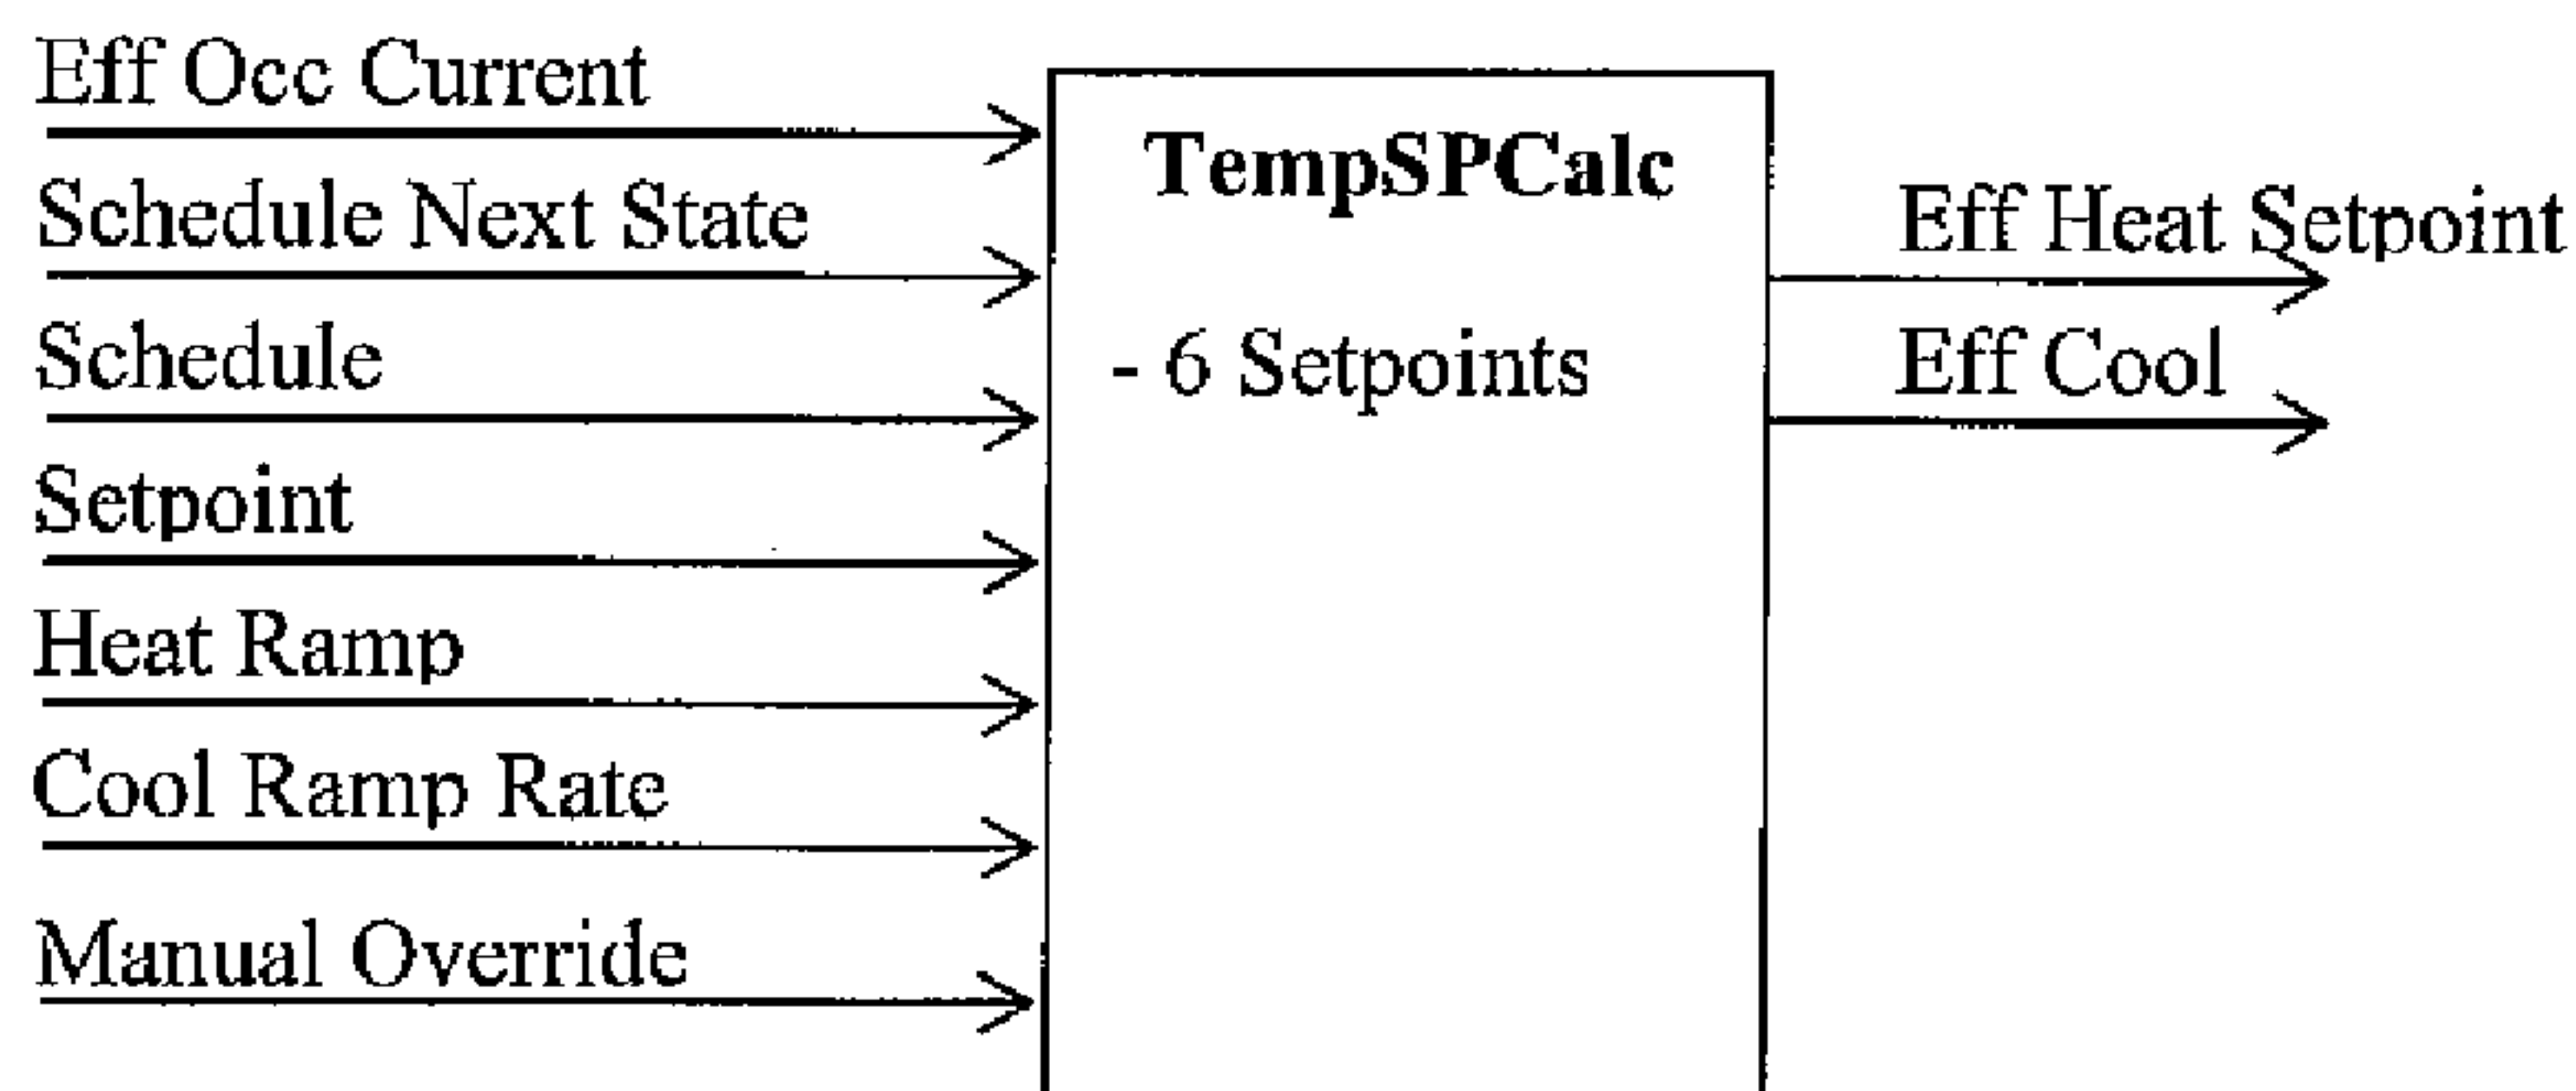 Eff Occ Current
Schedule Next State
Schedule
Setpoint
Heat Ramp
Cool Ramp Rate
Manual Override
TempSPCalc
- 6 Setpoints
Eff Heat Setpoint
Eff Cool